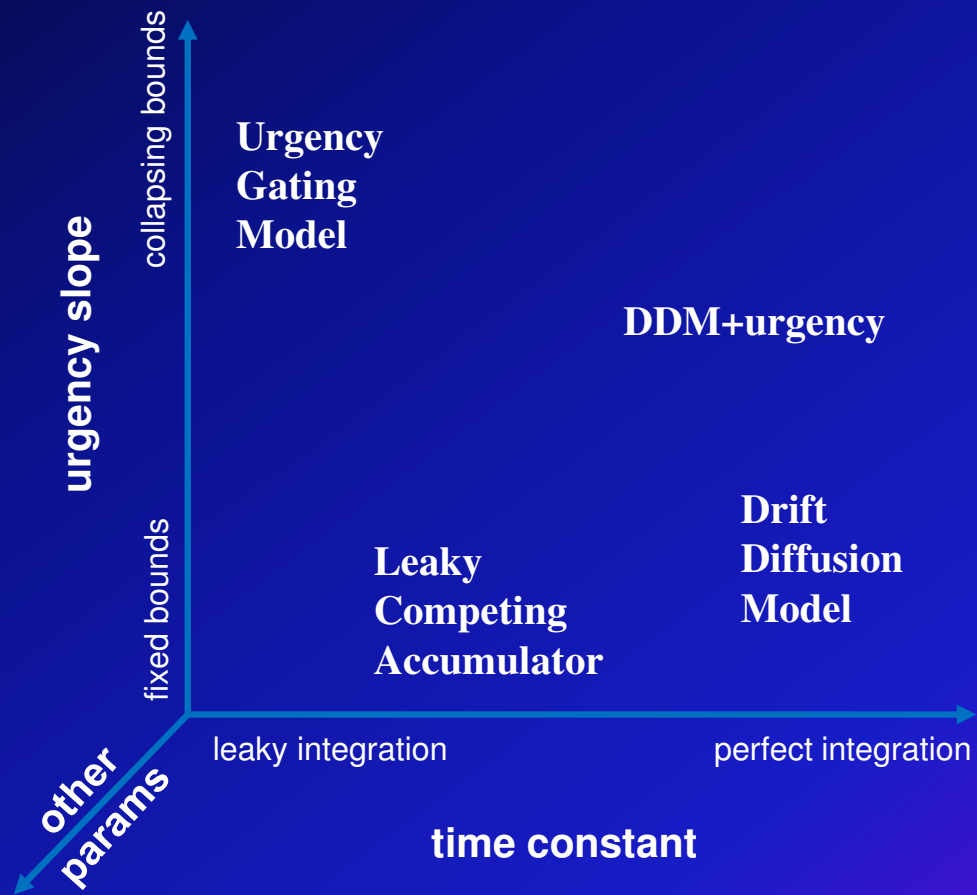 collapsing bounds
urgency slope
fixed bounds
Urgency
Gating
Model
DDM+urgency
Drift
Diffusion
Model
Leaky
Competing
Accumulator
leaky integration
perfect integration
time constant
other
params